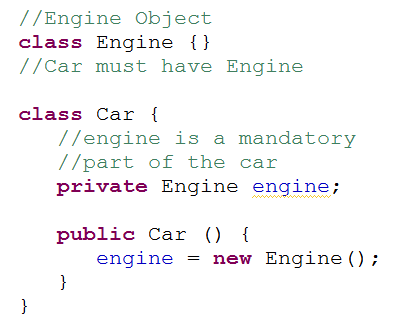 //Engine Object
class Engine {}
//Car must have Engine
class Car {
//engine is a mandatory
//part of the car
private Engine engine;
public Car () {
engine = new Engine();
}
}